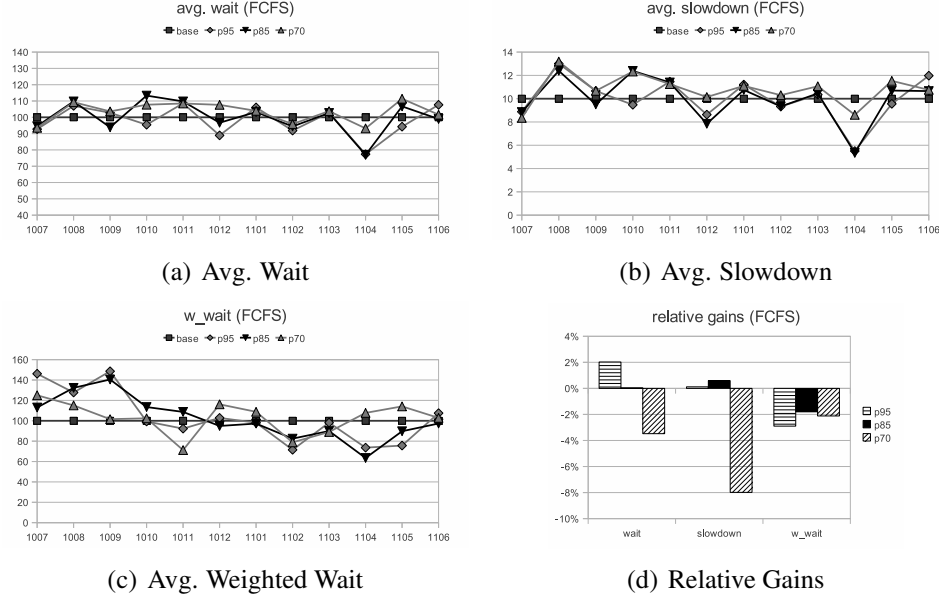 avg. wait (FCFS)
base p95 p85 p70
140
130
120
110
100
90
80
70
60
50
40
1007 1008 1009 1010 1011 1012 1101 1102 1103 1104 1105 1106
(a) Avg. Wait
avg. slowdown (FCFS)
base p95 p85 p70
14
12
10
8
6
4
2
0
1007 1008 1009 1010 1011 1012 1101 1102 1103 1104 1105 1106
(b) Avg. Slowdown
w_wait (FCFS)
base p95 p85 p70
160
140
120
100
80
60
40
20
0
1007 1008 1009 1010 1011 1012 1101 1102 1103 1104 1105 1106
(c) Avg. Weighted Wait
relative gains (FCFS)
4%
2%
0%
-2%
-4%
-6%
-8%
-10%
wait slowdown w_wait
p95
p85
p70
(d) Relative Gains